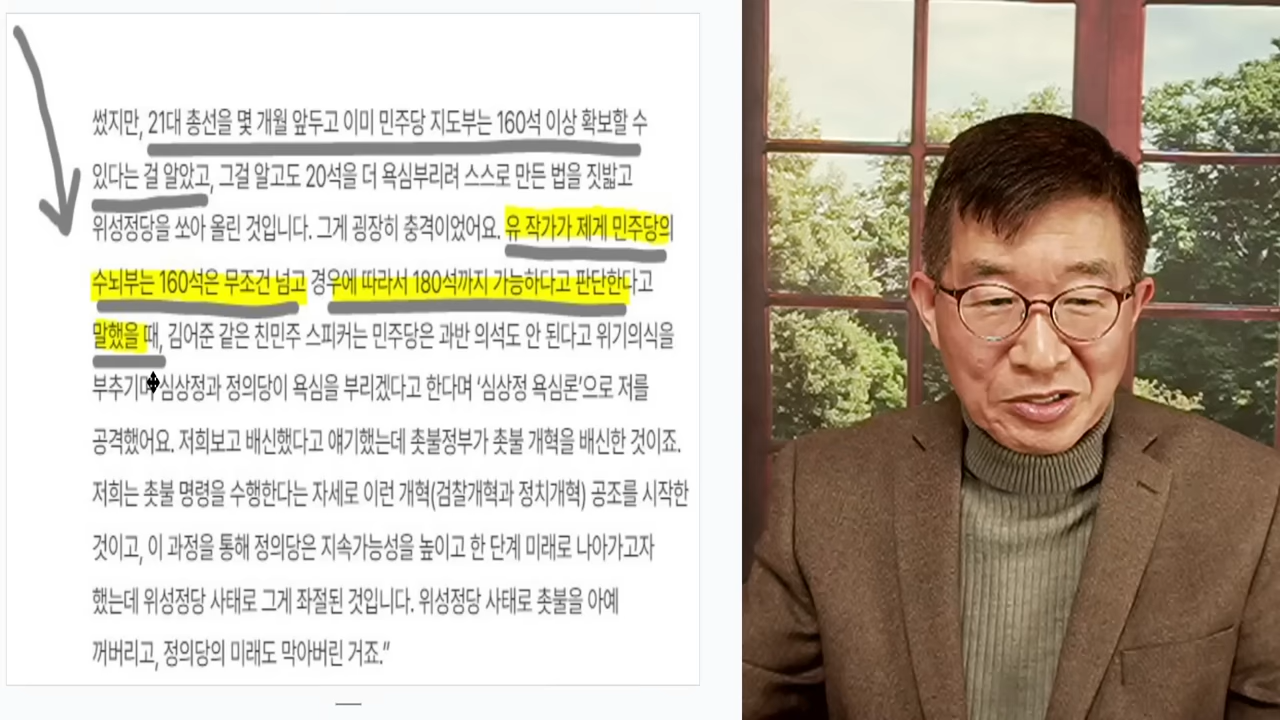 썼지만, 21대 총선을 몇 개월 앞두고 이미 민주당 지도부는 160석 이상 확보할 수
있다는 걸 알았고, 그걸 알고도 20석을 더 욕심부리려 스스로 만든 법을 짓밟고
위성정당을 쏘아 올린 것입니다. 그게 굉장히 충격이었어요. 유 작가가 제게 민주당의
수뇌부는 160석은 무조건 넘고 경우에 따라서 180석까지 가능하다고 판단한다고
말했을 때, 김어준 같은 친민주 스피커는 민주당은 과반 의석도 안 된다고 위기의식을
부추기며 심상정과 정의당이 욕심을 부리겠다고 한다며 ‘심상정 욕심론’으로 저를
공격했어요. 저희보고 배신했다고 얘기했는데 촛불정부가 촛불 개혁을 배신한 것이죠.
저희는 촛불 명령을 수행한다는 자세로 이런 개혁(검찰개혁과 정치개혁) 공조를 시작한
것이고, 이 과정을 통해 정의당은 지속가능성을 높이고 한 단계 미래로 나아가고자
했는데 위성정당 사태로 그게 좌절된 것입니다. 위성정당 사태로 촛불을 아예
꺼버리고, 정의당의 미래도 막아버린 거죠.”